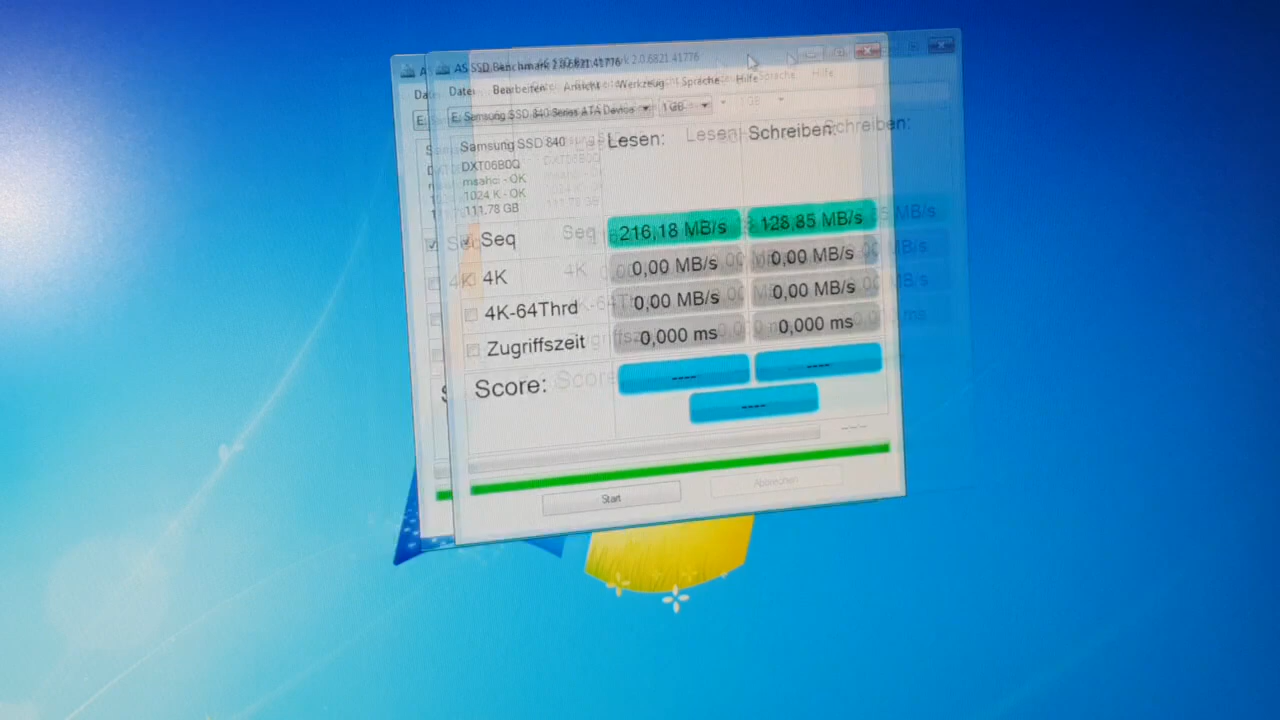 AS SSD Benchmark 2.0.6821.41776
Datei Bearbeiten Ansicht Werkzeug Sprache Hilfe
E: Samsung SSD 840 Series ATA Device 1 GB
Samsung SSD 840
DXT06B0Q
msahci - OK
1024 K - OK
111.78 GB
Lesen: Schreiben:
Seq 216,18 MB/s 128,85 MB/s
4K 0,00 MB/s 0,00 MB/s
4K-64Thrd 0,00 MB/s 0,00 MB/s
Zugriffszeit 0,000 ms 0,000 ms
Score: ---- ----
----
Start Abbrechen